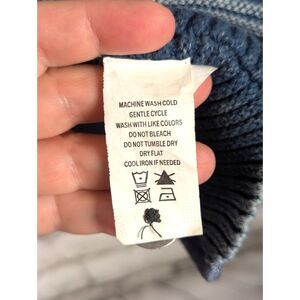 MACHINE WASH COLD
GENTLE CYCLE
WASH WITH LIKE COLORS
DO NOT BLEACH
DO NOT TUMBLE DRY
DRY FLAT
COOL IRON IF NEEDED